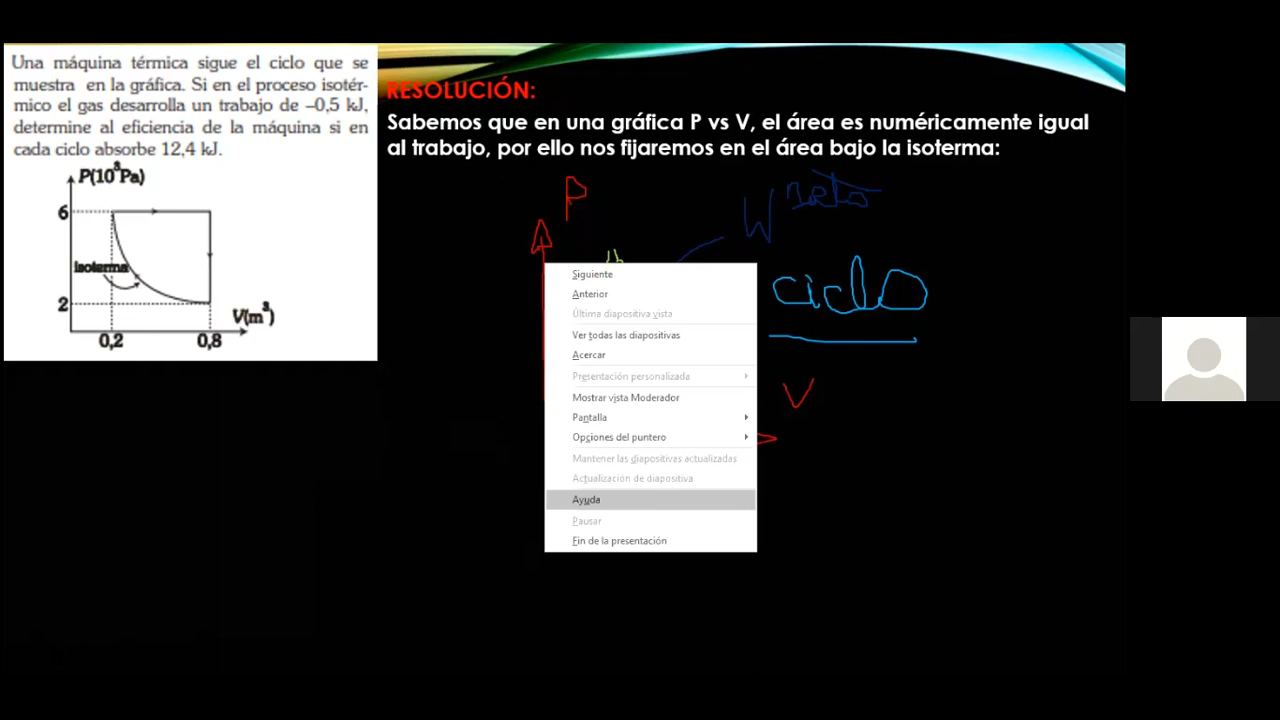 Una máquina térmica sigue el ciclo que se
muestra en la gráfica. Si en el proceso isotér-
mico el gas desarrolla un trabajo de –0,5 kJ,
determine al eficiencia de la máquina si en
cada ciclo absorbe 12,4 kJ.
P(10³Pa)
6
isoterma
2
V(m³)
0,2 0,8
RESOLUCIÓN:
Sabemos que en una gráfica P vs V, el área es numéricamente igual
al trabajo, por ello nos fijaremos en el área bajo la isoterma:
P
W neto
ciclo
V
Siguiente
Anterior
Última diapositiva vista
Ver todas las diapositivas
Acercar
Presentación personalizada
Mostrar vista Moderador
Pantalla
Opciones del puntero
Mantener las diapositivas actualizadas
Actualización de diapositiva
Ayuda
Pausar
Fin de la presentación